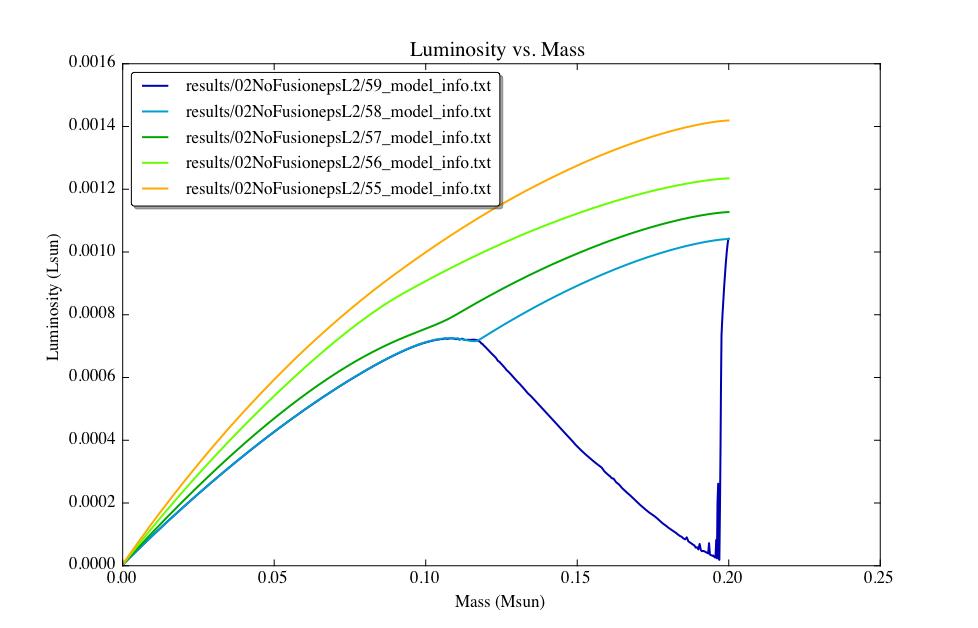 Luminosity vs. Mass
0.0016
0.0014
0.0012
0.0010
0.0008
0.0006
0.0004
0.0002
0.0000
Luminosity (Lsun)
results/02NoFusionepsL2/59_model_info.txt
results/02NoFusionepsL2/58_model_info.txt
results/02NoFusionepsL2/57_model_info.txt
results/02NoFusionepsL2/56_model_info.txt
results/02NoFusionepsL2/55_model_info.txt
0.00 0.05 0.10 0.15 0.20 0.25
Mass (Msun)